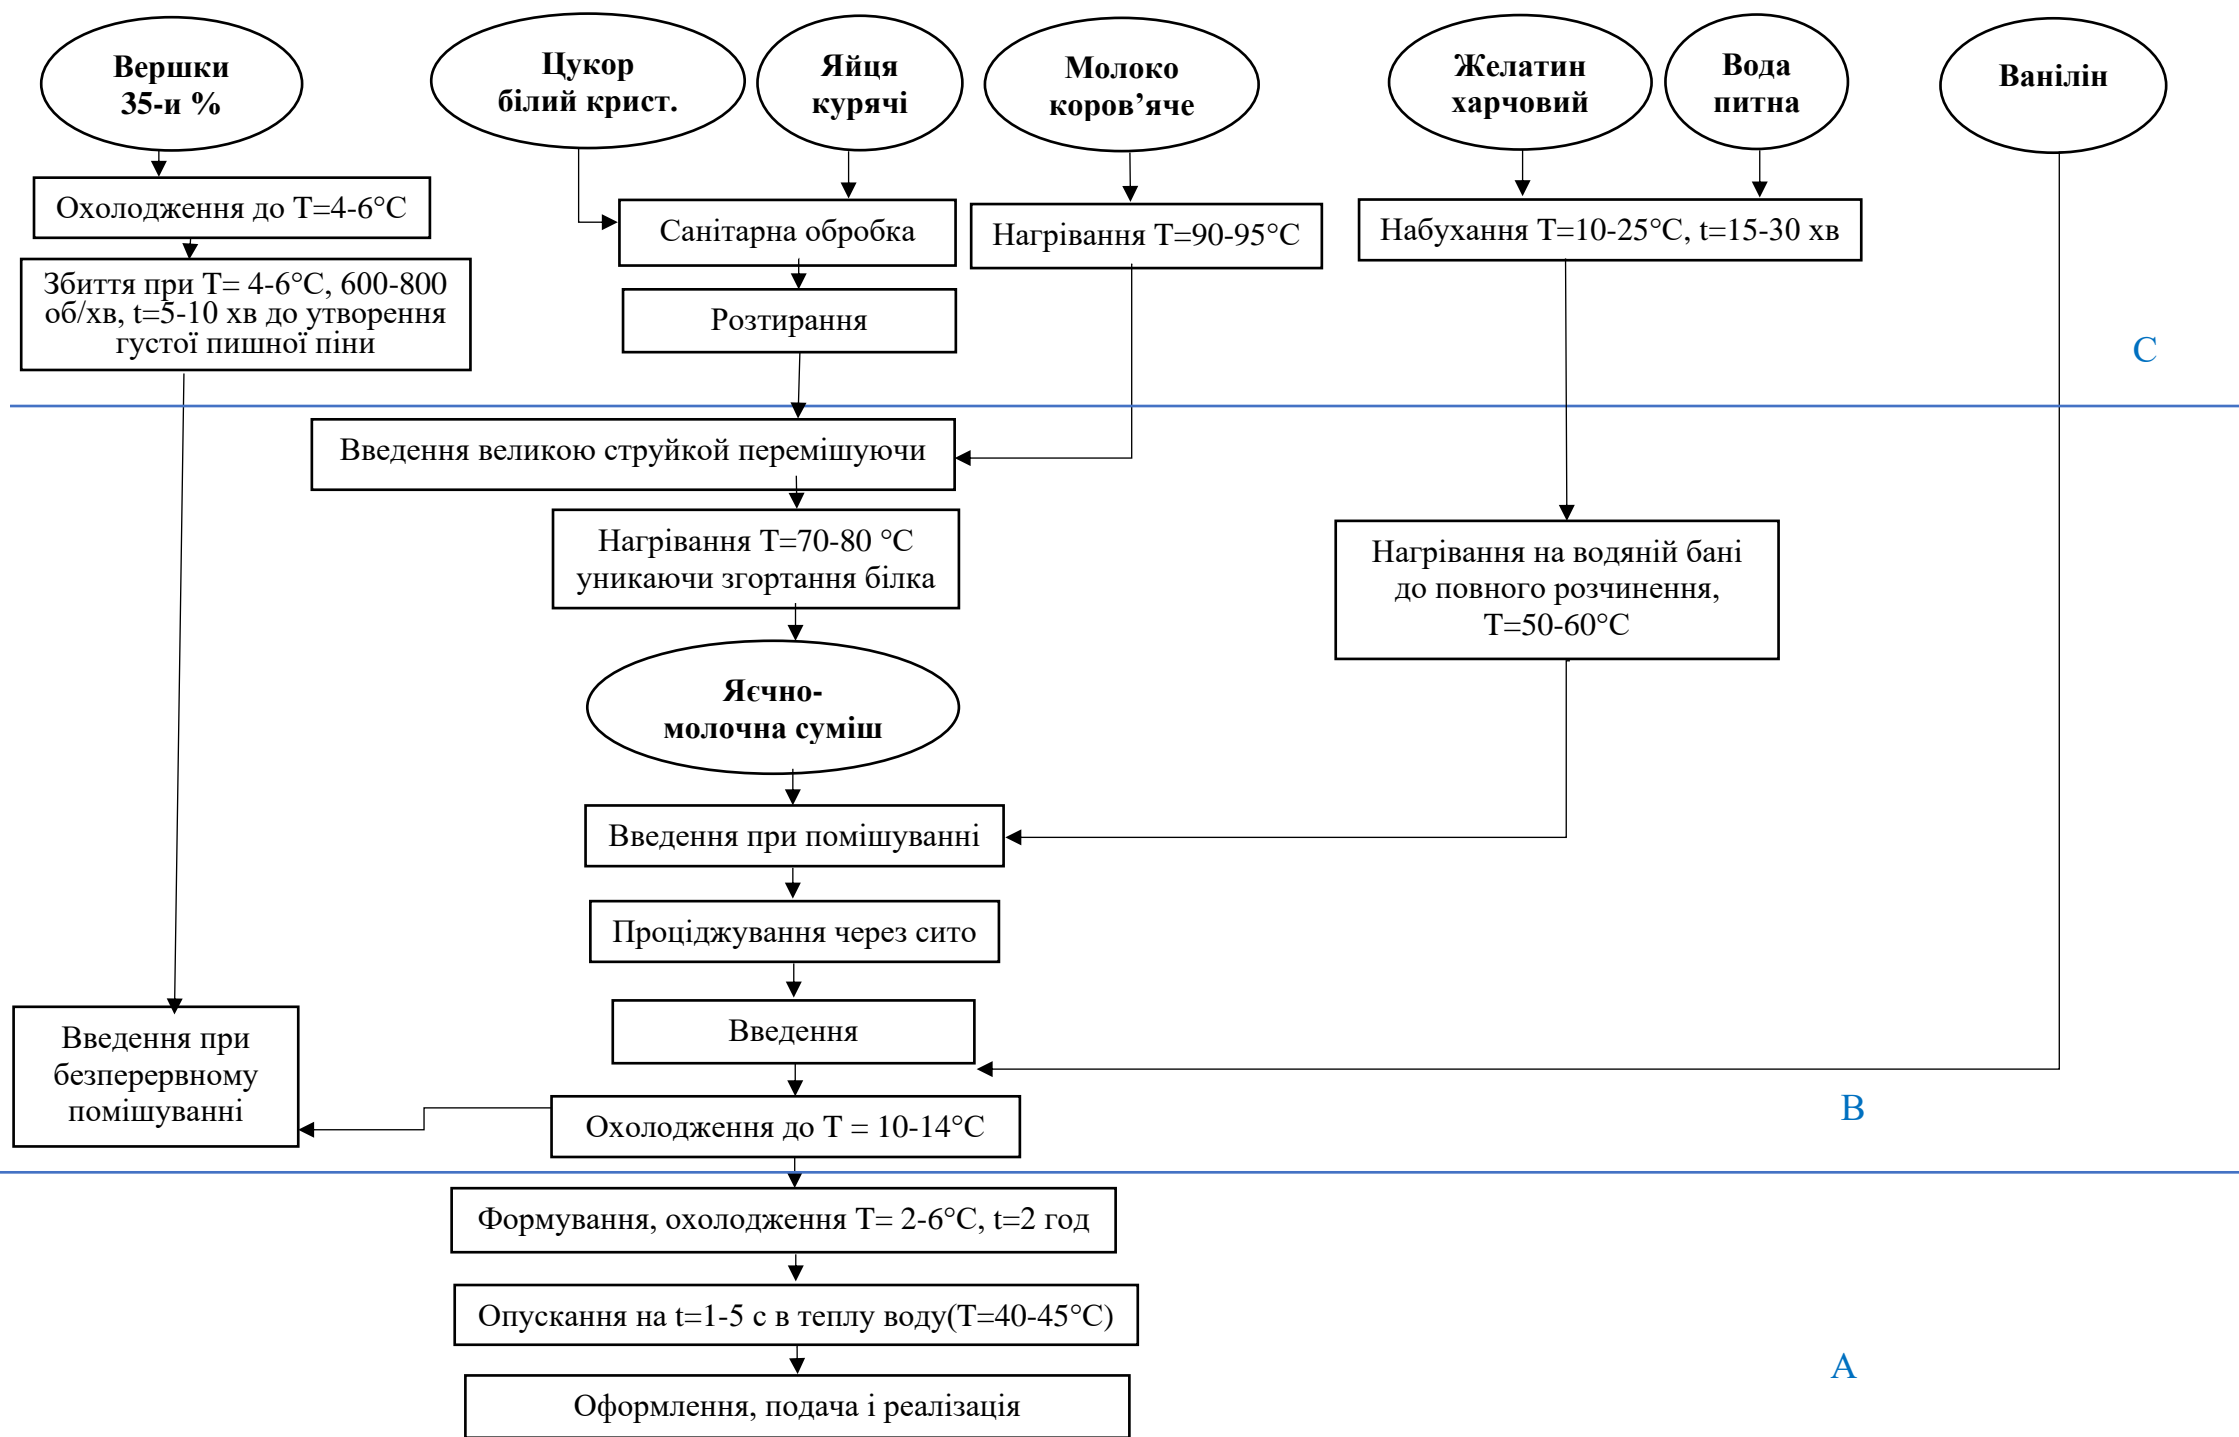 Вершки
35-и %
Цукор
білий крист.
Яйця
курячі
Молоко
коров’яче
Желатин
харчовий
Вода
питна
Ванілін
Охолодження до T=4-6°C
Санітарна обробка
Нагрівання T=90-95°C
Набухання T=10-25°C, t=15-30 хв
Збиття при T= 4-6°C, 600-800
об/хв, t=5-10 хв до утворення
густої пишної піни
Розтирання
C
Введення великою струйкой перемішуючи
Нагрівання T=70-80 °C
уникаючи згортання білка
Нагрівання на водяній бані
до повного розчинення,
T=50-60°C
Яєчно-
молочна суміш
Введення при помішуванні
Проціджування через сито
Введення
Введення при
безперервному
помішуванні
Охолодження до T = 10-14°C
B
Формування, охолодження T= 2-6°C, t=2 год
Опускання на t=1-5 с в теплу воду(T=40-45°C)
A
Оформлення, подача і реалізація